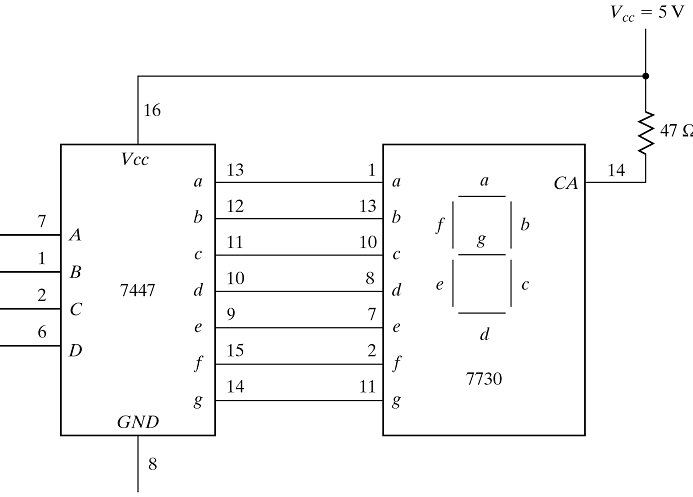 Vcc = 5 V
16
47 Ω
Vcc
13 1
14
a a CA a
12 13
b b f b
7
A
11 10
g
c c
1
B
10 8
7447 d d e c
2
C
9 7
e e d
6
D
15 2
f f
7730
14 11
g g
GND
8